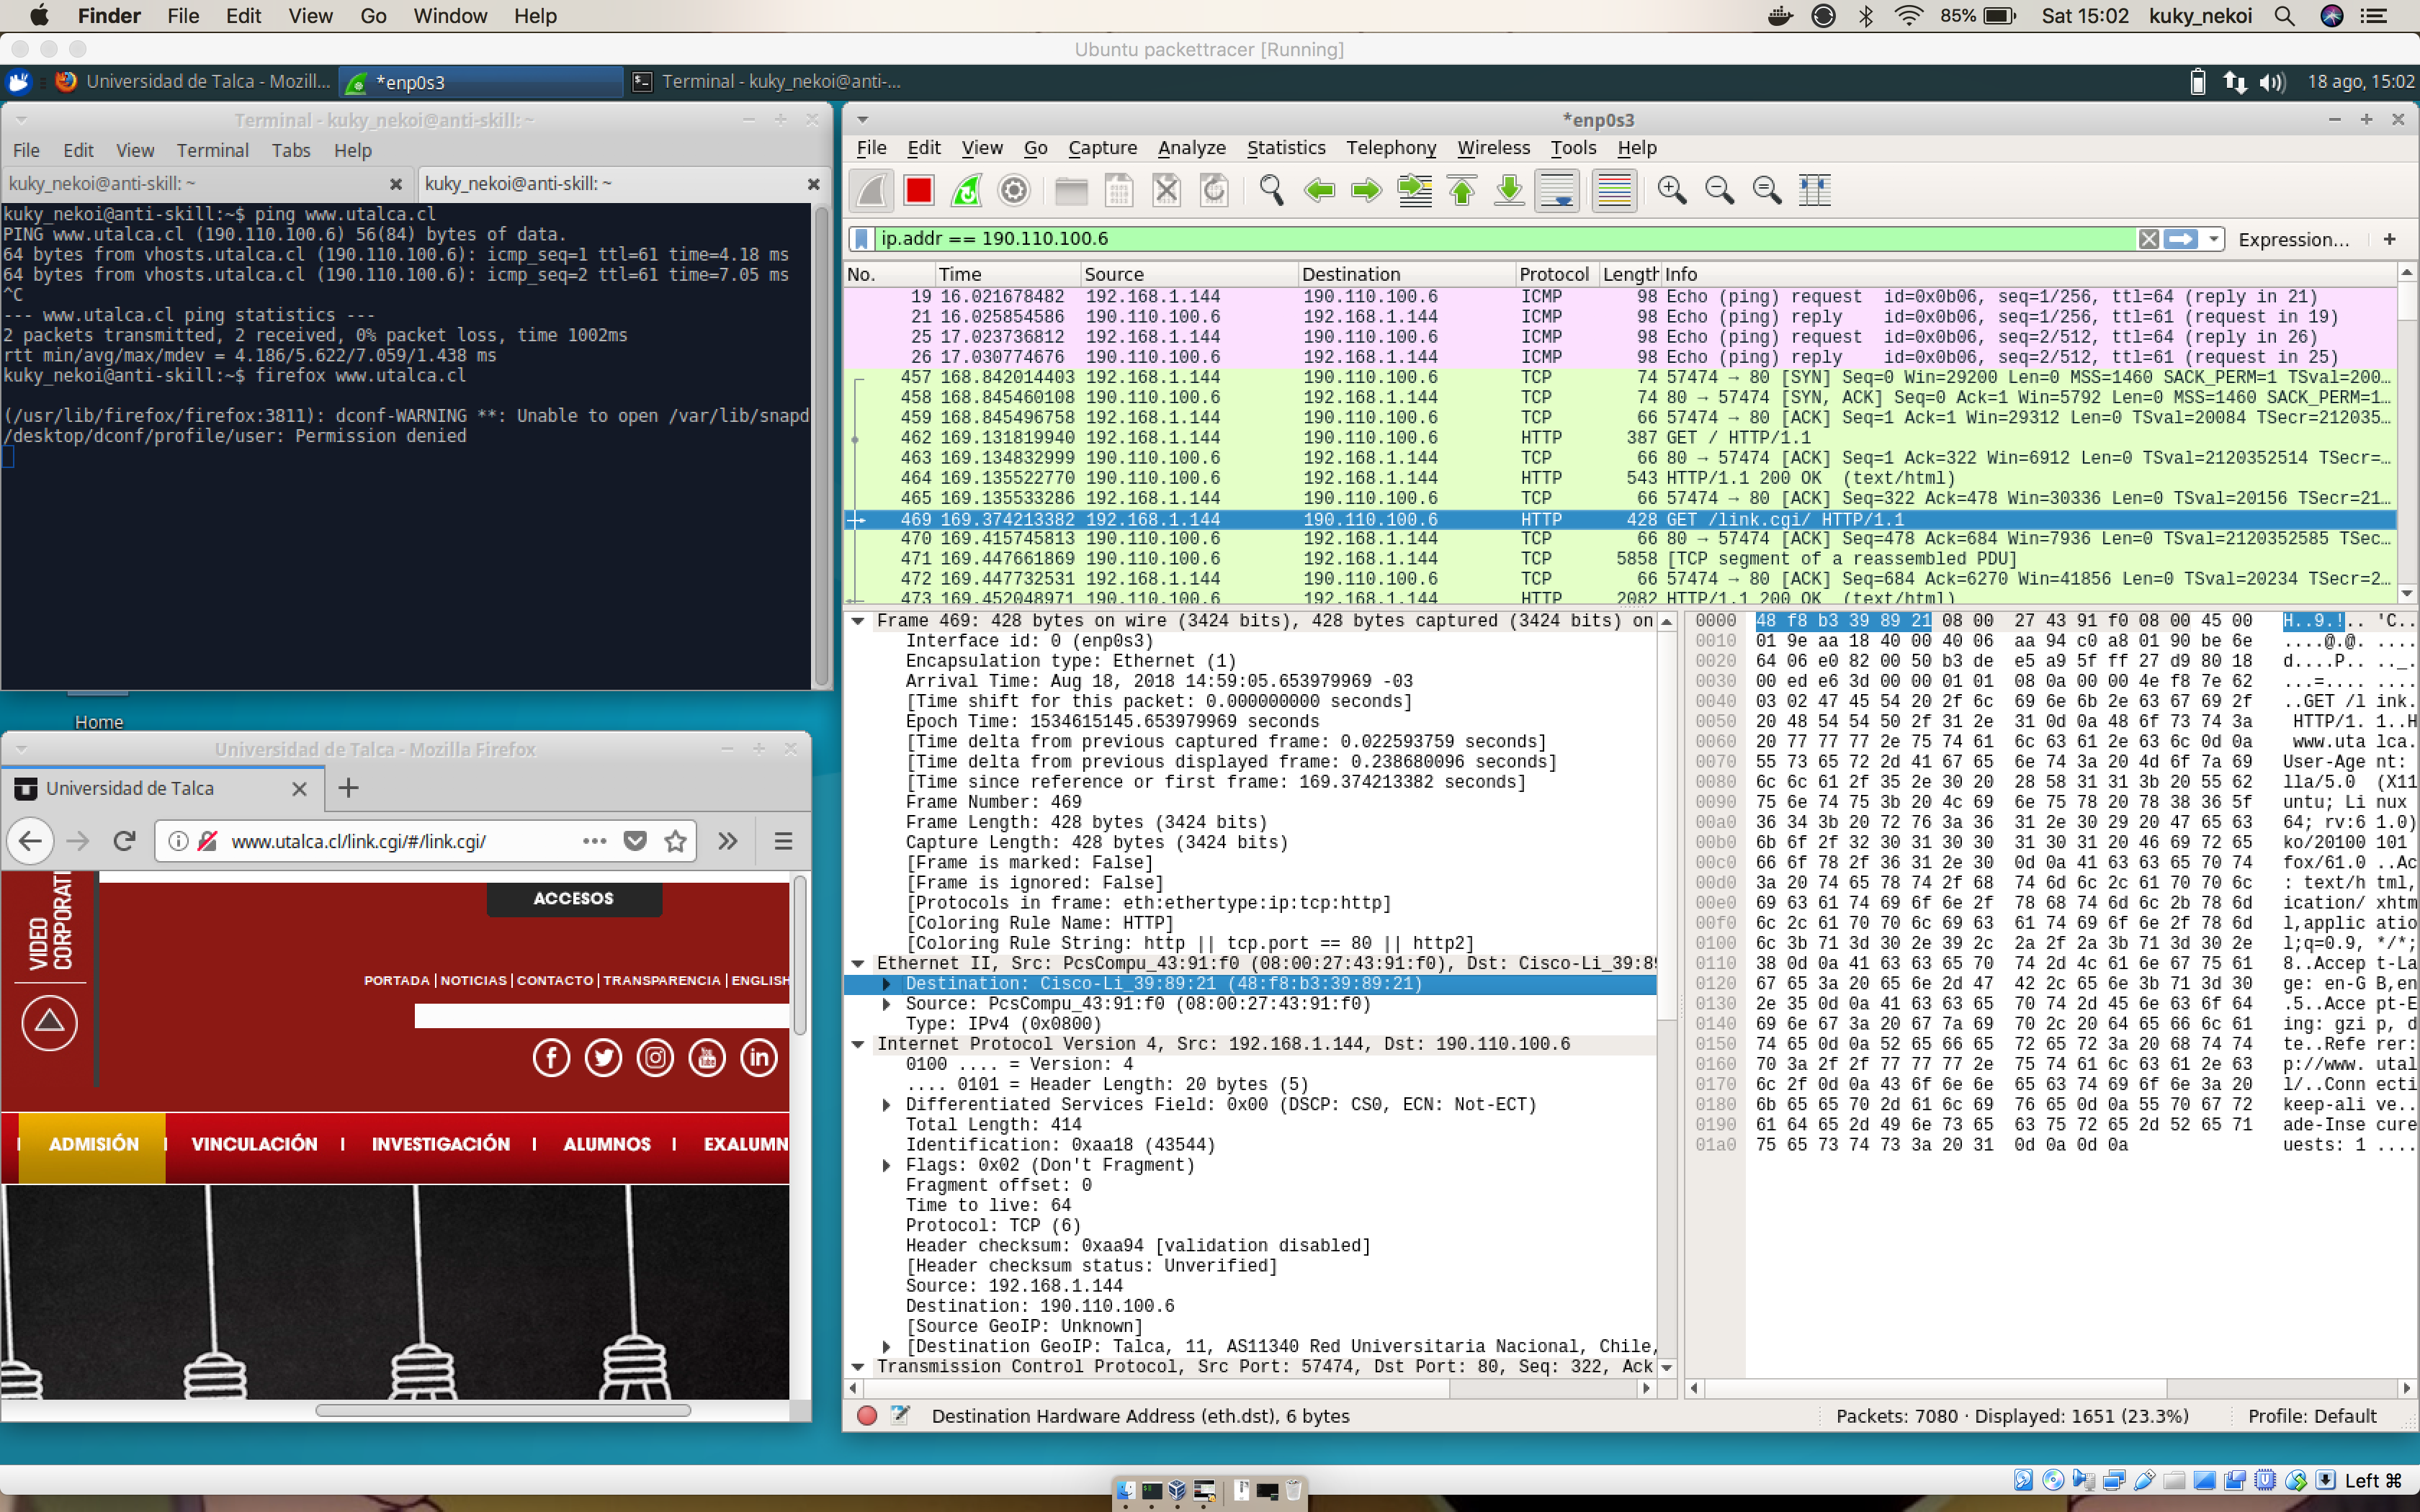 Finder File Edit View Go Window Help
85% Sat 15:02 kuky_nekoi
Ubuntu packettracer [Running]
Universidad de Talca - Mozill... *enp0s3 Terminal - kuky_nekoi@anti-...
18 ago, 15:02
Terminal - kuky_nekoi@anti-skill: ~
File Edit View Terminal Tabs Help
kuky_nekoi@anti-skill: ~ kuky_nekoi@anti-skill: ~
kuky_nekoi@anti-skill:~$ ping www.utalca.cl
PING www.utalca.cl (190.110.100.6) 56(84) bytes of data.
64 bytes from vhosts.utalca.cl (190.110.100.6): icmp_seq=1 ttl=61 time=4.18 ms
64 bytes from vhosts.utalca.cl (190.110.100.6): icmp_seq=2 ttl=61 time=7.05 ms
^C
--- www.utalca.cl ping statistics ---
2 packets transmitted, 2 received, 0% packet loss, time 1002ms
rtt min/avg/max/mdev = 4.186/5.622/7.059/1.438 ms
kuky_nekoi@anti-skill:~$ firefox www.utalca.cl
(/usr/lib/firefox/firefox:3811): dconf-WARNING **: Unable to open /var/lib/snapd
/desktop/dconf/profile/user: Permission denied
Home
Universidad de Talca - Mozilla Firefox
Universidad de Talca
www.utalca.cl/link.cgi/#/link.cgi/
VIDEO
CORPORATI
ACCESOS
PORTADA | NOTICIAS | CONTACTO | TRANSPARENCIA | ENGLISH
ADMISIÓN | VINCULACIÓN | INVESTIGACIÓN | ALUMNOS | EXALUMN
*enp0s3
File Edit View Go Capture Analyze Statistics Telephony Wireless Tools Help
ip.addr == 190.110.100.6
Expression... +
No. Time Source Destination Protocol Length Info
19 16.021678482 192.168.1.144 190.110.100.6 ICMP 98 Echo (ping) request id=0x0b06, seq=1/256, ttl=64 (reply in 21)
21 16.025854586 190.110.100.6 192.168.1.144 ICMP 98 Echo (ping) reply id=0x0b06, seq=1/256, ttl=61 (request in 19)
25 17.023736812 192.168.1.144 190.110.100.6 ICMP 98 Echo (ping) request id=0x0b06, seq=2/512, ttl=64 (reply in 26)
26 17.030774676 190.110.100.6 192.168.1.144 ICMP 98 Echo (ping) reply id=0x0b06, seq=2/512, ttl=61 (request in 25)
457 168.842014403 192.168.1.144 190.110.100.6 TCP 74 57474 → 80 [SYN] Seq=0 Win=29200 Len=0 MSS=1460 SACK_PERM=1 TSval=200...
458 168.845460108 190.110.100.6 192.168.1.144 TCP 74 80 → 57474 [SYN, ACK] Seq=0 Ack=1 Win=5792 Len=0 MSS=1460 SACK_PERM=1...
459 168.845496758 192.168.1.144 190.110.100.6 TCP 66 57474 → 80 [ACK] Seq=1 Ack=1 Win=29312 Len=0 TSval=20084 TSecr=212035...
462 169.131819940 192.168.1.144 190.110.100.6 HTTP 387 GET / HTTP/1.1
463 169.134832999 190.110.100.6 192.168.1.144 TCP 66 80 → 57474 [ACK] Seq=1 Ack=322 Win=6912 Len=0 TSval=2120352514 TSecr=...
464 169.135522770 190.110.100.6 192.168.1.144 HTTP 543 HTTP/1.1 200 OK (text/html)
465 169.135533286 192.168.1.144 190.110.100.6 TCP 66 57474 → 80 [ACK] Seq=322 Ack=478 Win=30336 Len=0 TSval=20156 TSecr=21...
469 169.374213382 192.168.1.144 190.110.100.6 HTTP 428 GET /link.cgi/ HTTP/1.1
470 169.415745813 190.110.100.6 192.168.1.144 TCP 66 80 → 57474 [ACK] Seq=478 Ack=684 Win=7936 Len=0 TSval=2120352585 TSec...
471 169.447661869 190.110.100.6 192.168.1.144 TCP 5858 [TCP segment of a reassembled PDU]
472 169.447732531 192.168.1.144 190.110.100.6 TCP 66 57474 → 80 [ACK] Seq=684 Ack=6270 Win=41856 Len=0 TSval=20234 TSecr=2...
473 169.452048971 190.110.100.6 192.168.1.144 HTTP 2082 HTTP/1.1 200 OK (text/html)
Frame 469: 428 bytes on wire (3424 bits), 428 bytes captured (3424 bits) on
Interface id: 0 (enp0s3)
Encapsulation type: Ethernet (1)
Arrival Time: Aug 18, 2018 14:59:05.653979969 -03
[Time shift for this packet: 0.000000000 seconds]
Epoch Time: 1534615145.653979969 seconds
[Time delta from previous captured frame: 0.022593759 seconds]
[Time delta from previous displayed frame: 0.238680096 seconds]
[Time since reference or first frame: 169.374213382 seconds]
Frame Number: 469
Frame Length: 428 bytes (3424 bits)
Capture Length: 428 bytes (3424 bits)
[Frame is marked: False]
[Frame is ignored: False]
[Protocols in frame: eth:ethertype:ip:tcp:http]
[Coloring Rule Name: HTTP]
[Coloring Rule String: http || tcp.port == 80 || http2]
Ethernet II, Src: PcsCompu_43:91:f0 (08:00:27:43:91:f0), Dst: Cisco-Li_39:89
Destination: Cisco-Li_39:89:21 (48:f8:b3:39:89:21)
Source: PcsCompu_43:91:f0 (08:00:27:43:91:f0)
Type: IPv4 (0x0800)
Internet Protocol Version 4, Src: 192.168.1.144, Dst: 190.110.100.6
0100 .... = Version: 4
.... 0101 = Header Length: 20 bytes (5)
Differentiated Services Field: 0x00 (DSCP: CS0, ECN: Not-ECT)
Total Length: 414
Identification: 0xaa18 (43544)
Flags: 0x02 (Don't Fragment)
Fragment offset: 0
Time to live: 64
Protocol: TCP (6)
Header checksum: 0xaa94 [validation disabled]
[Header checksum status: Unverified]
Source: 192.168.1.144
Destination: 190.110.100.6
[Source GeoIP: Unknown]
[Destination GeoIP: Talca, 11, AS11340 Red Universitaria Nacional, Chile,
Transmission Control Protocol, Src Port: 57474, Dst Port: 80, Seq: 322, Ack
0000 48 f8 b3 39 89 21 08 00 27 43 91 f0 08 00 45 00 H..9.!.. 'C..
0010 01 9e aa 18 40 00 40 06 aa 94 c0 a8 01 90 be 6e ....@.@. ....
0020 64 06 e0 82 00 50 b3 de e5 a9 5f ff 27 d9 80 18 d....P.. .._.
0030 00 ed e6 3d 00 00 01 01 08 0a 00 00 4e f8 7e 62 ...=.... ....
0040 03 02 47 45 54 20 2f 6c 69 6e 6b 2e 63 67 69 2f ..GET /l ink.
0050 20 48 54 54 50 2f 31 2e 31 0d 0a 48 6f 73 74 3a HTTP/1. 1..H
0060 20 77 77 77 2e 75 74 61 6c 63 61 2e 63 6c 0d 0a www.uta lca.
0070 55 73 65 72 2d 41 67 65 6e 74 3a 20 4d 6f 7a 69 User-Age nt:
0080 6c 6c 61 2f 35 2e 30 20 28 58 31 31 3b 20 55 62 lla/5.0 (X11
0090 75 6e 74 75 3b 20 4c 69 6e 75 78 20 78 38 36 5f untu; Li nux
00a0 36 34 3b 20 72 76 3a 36 31 2e 30 29 20 47 65 63 64; rv:6 1.0)
00b0 6b 6f 2f 32 30 31 30 30 31 30 31 20 46 69 72 65 ko/20100 101
00c0 66 6f 78 2f 36 31 2e 30 0d 0a 41 63 63 65 70 74 fox/61.0 ..Ac
00d0 3a 20 74 65 78 74 2f 68 74 6d 6c 2c 61 70 70 6c : text/h tml,
00e0 69 63 61 74 69 6f 6e 2f 78 68 74 6d 6c 2b 78 6d ication/ xhtm
00f0 6c 2c 61 70 70 6c 69 63 61 74 69 6f 6e 2f 78 6d l,applic atio
0100 6c 3b 71 3d 30 2e 39 2c 2a 2f 2a 3b 71 3d 30 2e l;q=0.9, */*;
0110 38 0d 0a 41 63 63 65 70 74 2d 4c 61 6e 67 75 61 8..Accep t-La
0120 67 65 3a 20 65 6e 2d 47 42 2c 65 6e 3b 71 3d 30 ge: en-G B,en
0130 2e 35 0d 0a 41 63 63 65 70 74 2d 45 6e 63 6f 64 .5..Acce pt-E
0140 69 6e 67 3a 20 67 7a 69 70 2c 20 64 65 66 6c 61 ing: gzi p, d
0150 74 65 0d 0a 52 65 66 65 72 65 72 3a 20 68 74 74 te..Refe rer:
0160 70 3a 2f 2f 77 77 77 2e 75 74 61 6c 63 61 2e 63 p://www. utal
0170 6c 2f 0d 0a 43 6f 6e 6e 65 63 74 69 6f 6e 3a 20 l/..Conn ecti
0180 6b 65 65 70 2d 61 6c 69 76 65 0d 0a 55 70 67 72 keep-ali ve..
0190 61 64 65 2d 49 6e 73 65 63 75 72 65 2d 52 65 71 ade-Inse cure
01a0 75 65 73 74 73 3a 20 31 0d 0a 0d 0a uests: 1 ....
Destination Hardware Address (eth.dst), 6 bytes
Packets: 7080 · Displayed: 1651 (23.3%)
Profile: Default
Left ⌘